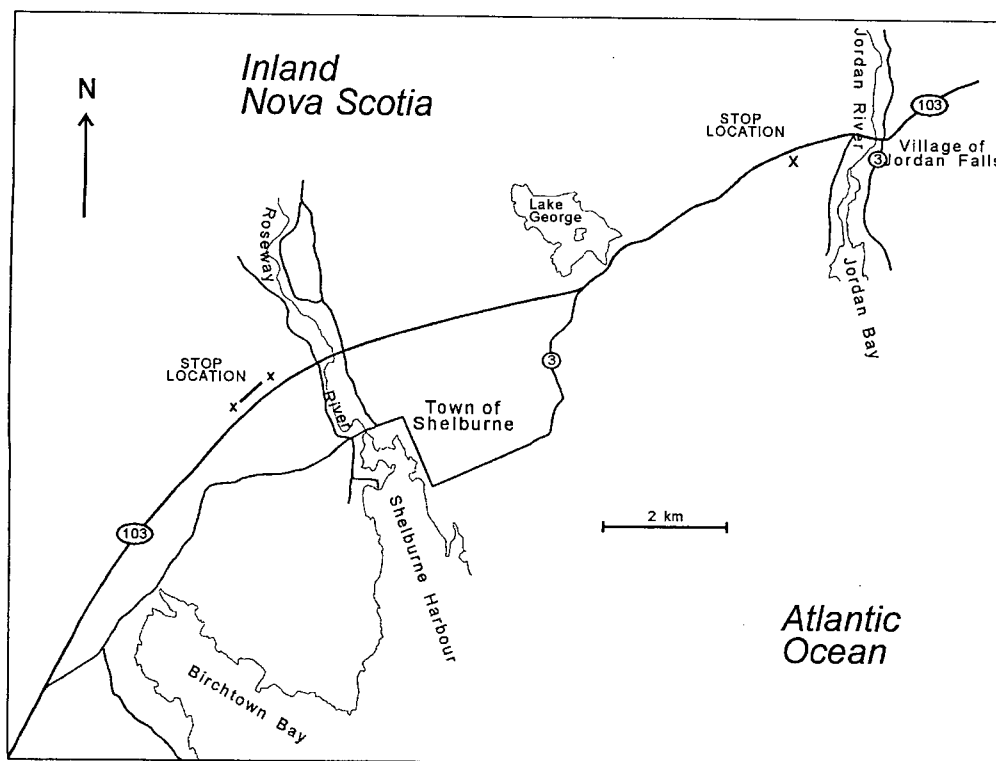 Inland
Nova Scotia
N
STOP
LOCATION
Jordan River
103
3
Village of
Jordan Falls
Lake
George
Roseway
River
Jordan Bay
STOP
LOCATION
3
Town of
Shelburne
2 km
103
Shelburne Harbour
Birchtown Bay
Atlantic
Ocean